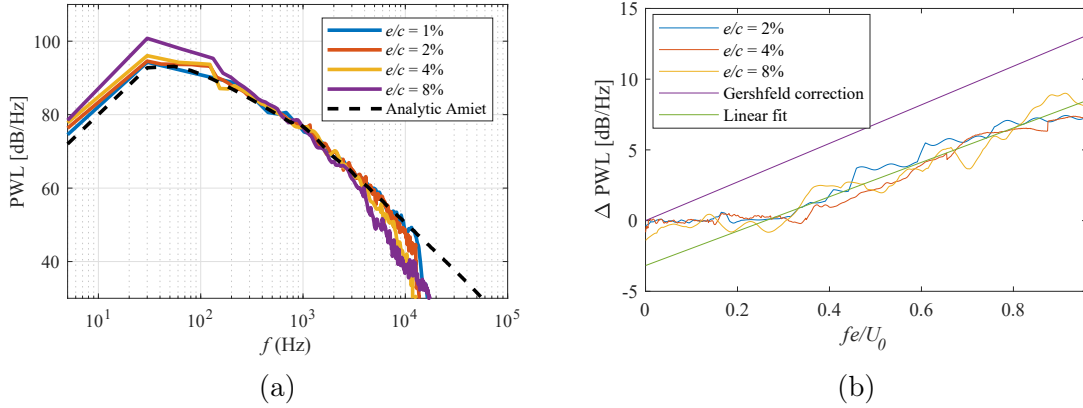 100
80
60
40
PWL [dB/Hz]
e/c = 1%
e/c = 2%
e/c = 4%
e/c = 8%
Analytic Amiet
10^1
10^2
10^3
10^4
10^5
f (Hz)
(a)
15
10
5
0
-5
Δ PWL [dB/Hz]
e/c = 2%
e/c = 4%
e/c = 8%
Gershfeld correction
Linear fit
0
0.2
0.4
0.6
0.8
fe/U_0
(b)